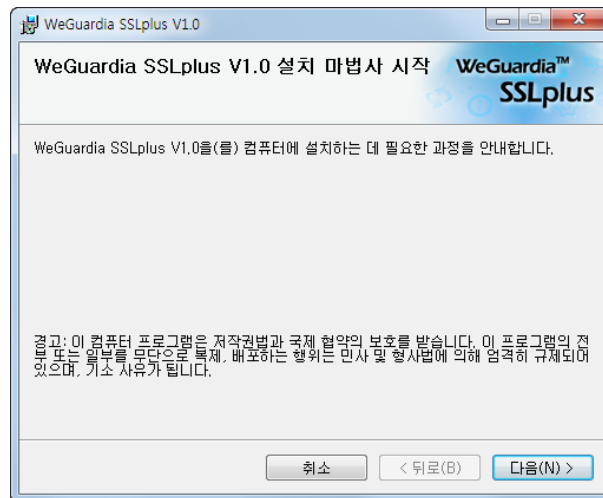 WeGuardia SSLplus V1.0
WeGuardia SSLplus V1.0 설치 마법사 시작
WeGuardia™
SSLplus
WeGuardia SSLplus V1.0을(를) 컴퓨터에 설치하는 데 필요한 과정을 안내합니다.
경고: 이 컴퓨터 프로그램은 저작권법과 국제 협약의 보호를 받습니다. 이 프로그램의 전
부 또는 일부를 무단으로 복제, 배포하는 행위는 민사 및 형사법에 의해 엄격히 규제되어
있으며, 기소 사유가 됩니다.
취소
< 뒤로(B)
다음(N) >